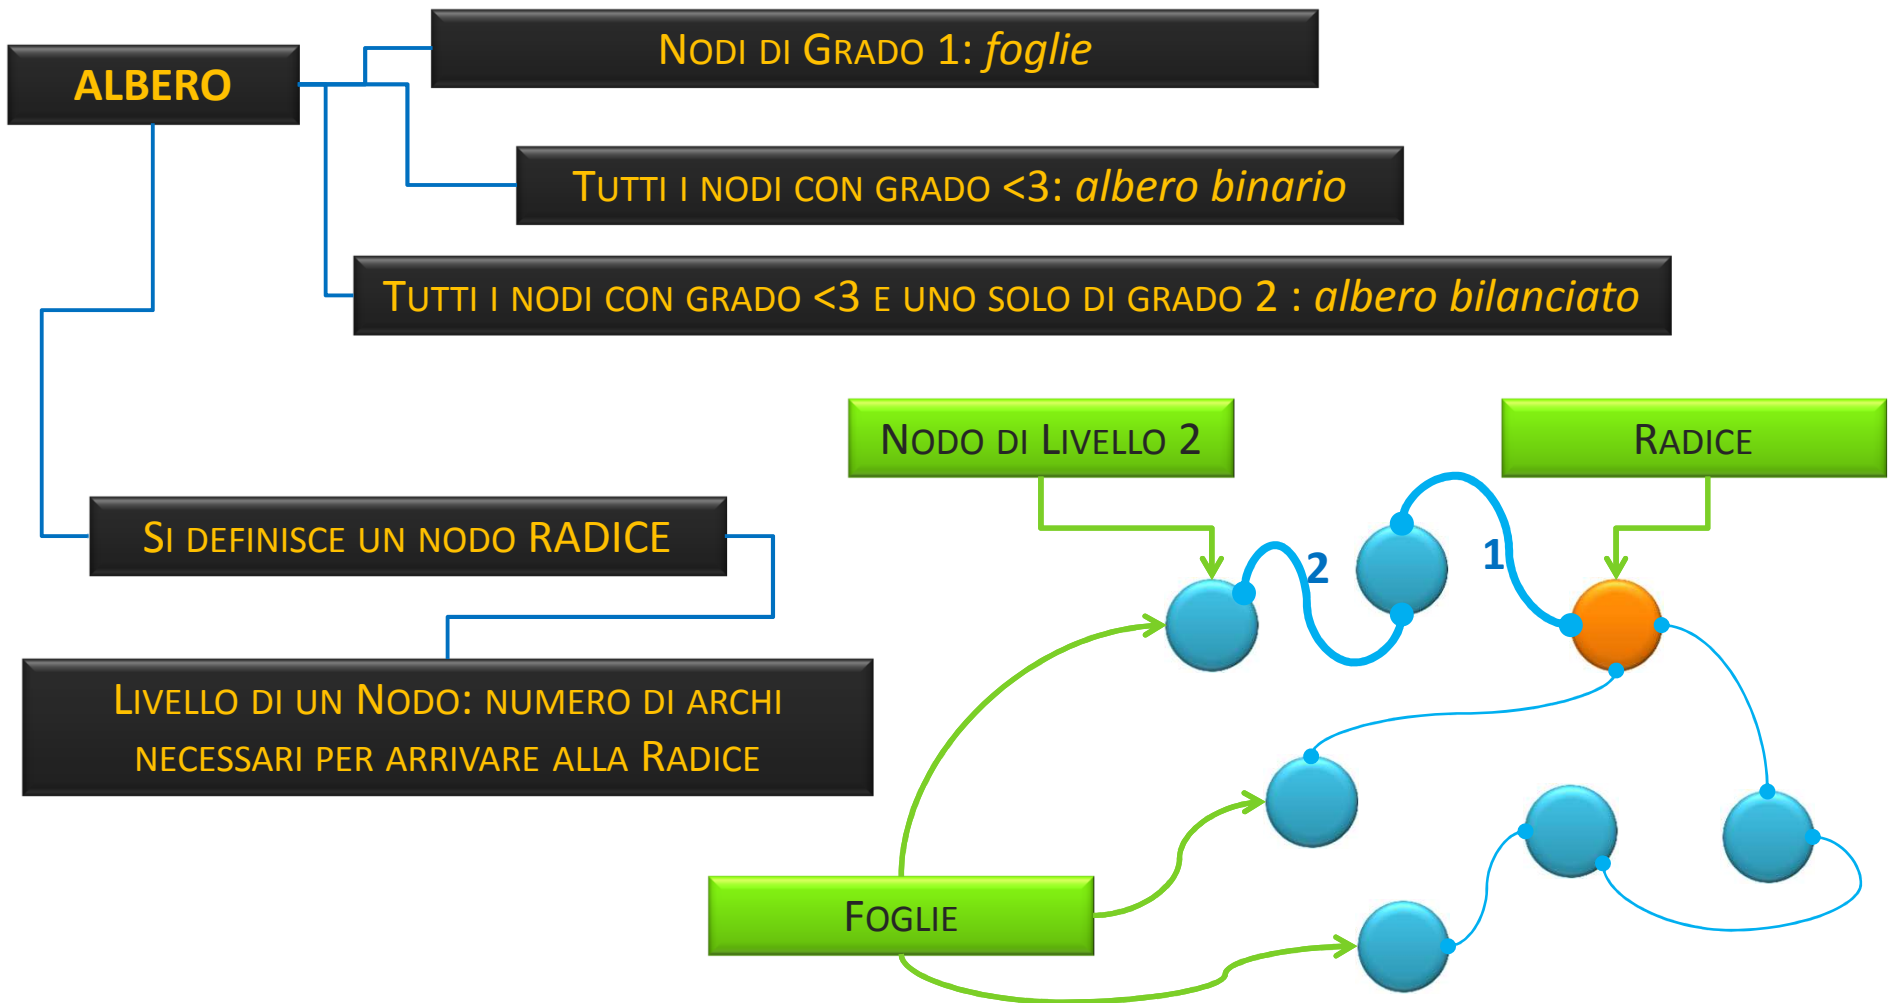 ALBERO
NODI DI GRADO 1: foglie
TUTTI I NODI CON GRADO <3: albero binario
TUTTI I NODI CON GRADO <3 E UNO SOLO DI GRADO 2 : albero bilanciato
NODO DI LIVELLO 2
RADICE
SI DEFINISCE UN NODO RADICE
2
1
LIVELLO DI UN NODO: NUMERO DI ARCHI
NECESSARI PER ARRIVARE ALLA RADICE
FOGLIE